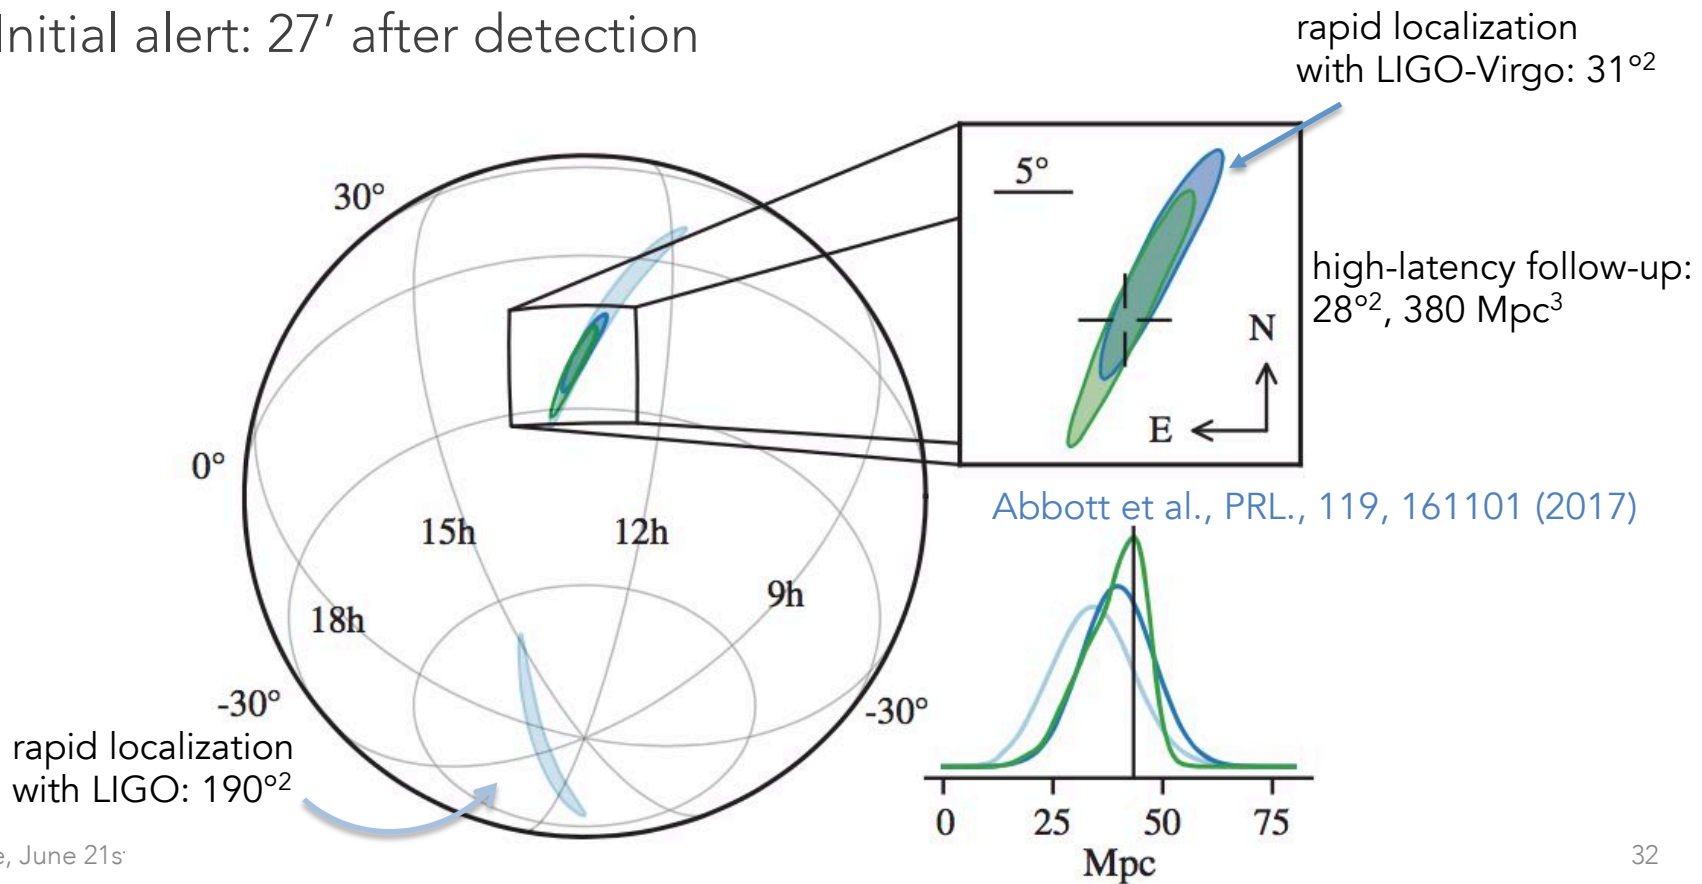 Initial alert: 27’ after detection
rapid localization
with LIGO-Virgo: 31°²
30°
5°
high-latency follow-up:
28°², 380 Mpc³
N
E
0°
Abbott et al., PRL., 119, 161101 (2017)
15h
12h
9h
18h
-30°
-30°
rapid localization
with LIGO: 190°²
0
25
50
75
Mpc
June 21s
32